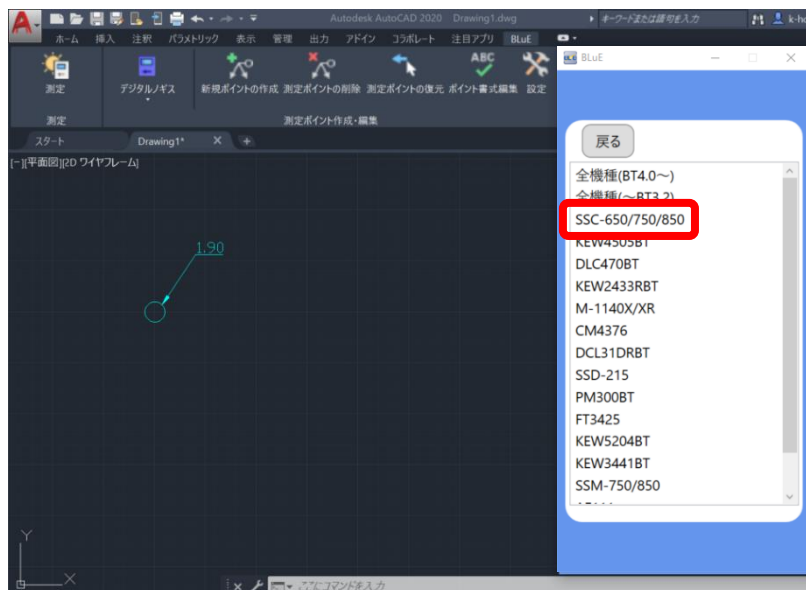 Autodesk AutoCAD 2020 Drawing1.dwg
キーワードまたは語句を入力
ホーム 挿入 注釈 パラメトリック 表示 管理 出力 アドイン コラボレート 注目アプリ BLuE
測定
デジタルノギス
新規ポイントの作成 測定ポイントの削除 測定ポイントの復元 ポイント書式編集 設定
ABC
測定
測定ポイント作成・編集
スタート
Drawing1*
[-][平面図][2D ワイヤフレーム]
1.90
Y
X
ここにコマンドを入力
BLuE
戻る
全機種(BT4.0～)
全機種(～BT3.2)
SSC-650/750/850
KEW4505BT
DLC470BT
KEW2433RBT
M-1140X/XR
CM4376
DCL31DRBT
SSD-215
PM300BT
FT3425
KEW5204BT
KEW3441BT
SSM-750/850